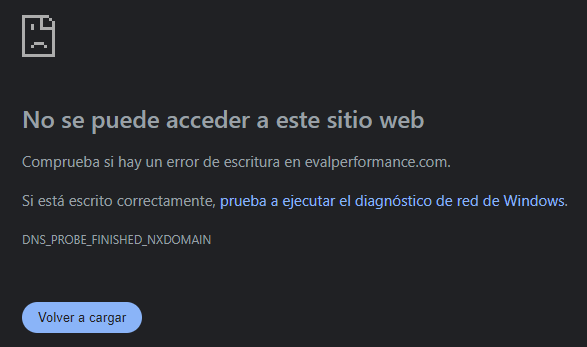 No se puede acceder a este sitio web
Comprueba si hay un error de escritura en evalperformance.com.
Si está escrito correctamente, prueba a ejecutar el diagnóstico de red de Windows.
DNS_PROBE_FINISHED_NXDOMAIN
Volver a cargar